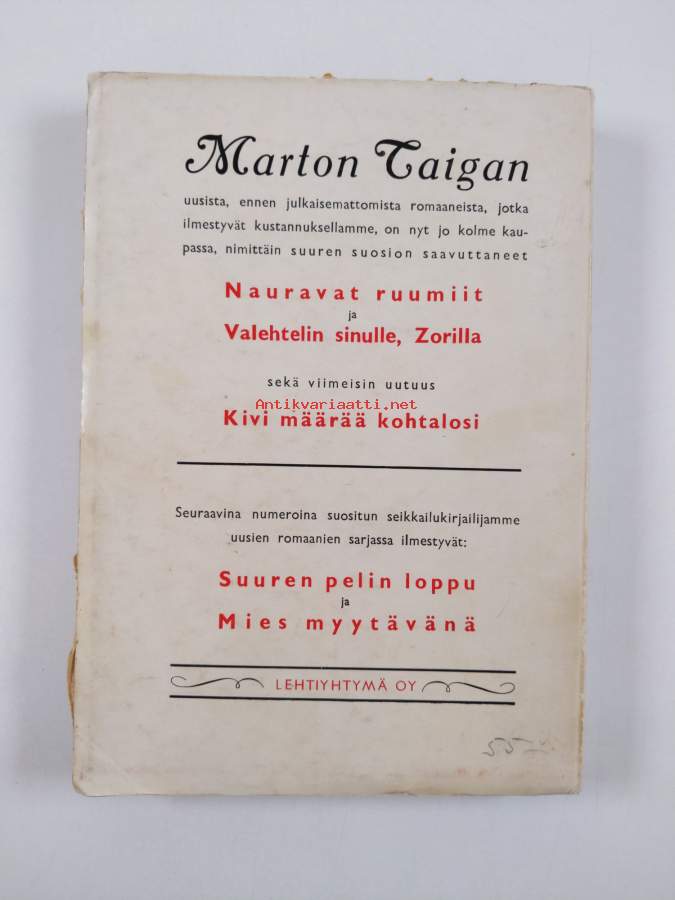 Marton Taigan
uusista, ennen julkaisemattomista romaaneista, jotka
ilmestyvät kustannuksellamme, on nyt jo kolme kau-
passa, nimittäin suuren suosion saavuttaneet
Nauravat ruumiit
ja
Valehtelin sinulle, Zorilla
sekä viimeisin uutuus
Antikvariaatti.net
Kivi määrää kohtalosi
Seuraavina numeroina suositun seikkailukirjailijamme
uusien romaanien sarjassa ilmestyvät:
Suuren pelin loppu
ja
Mies myytävänä
LEHTIYHTYMÄ OY
55